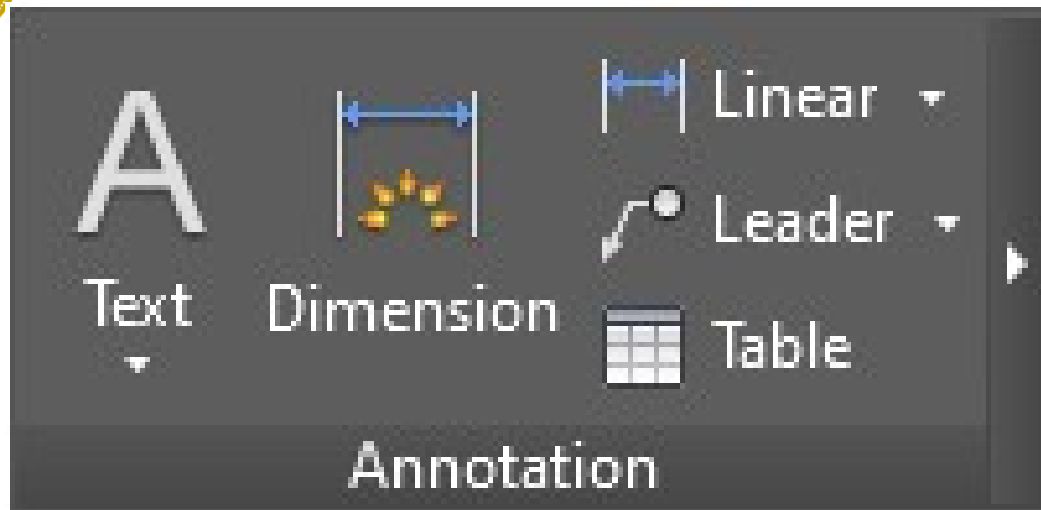 Text
Dimension
Linear
Leader
Table
Annotation